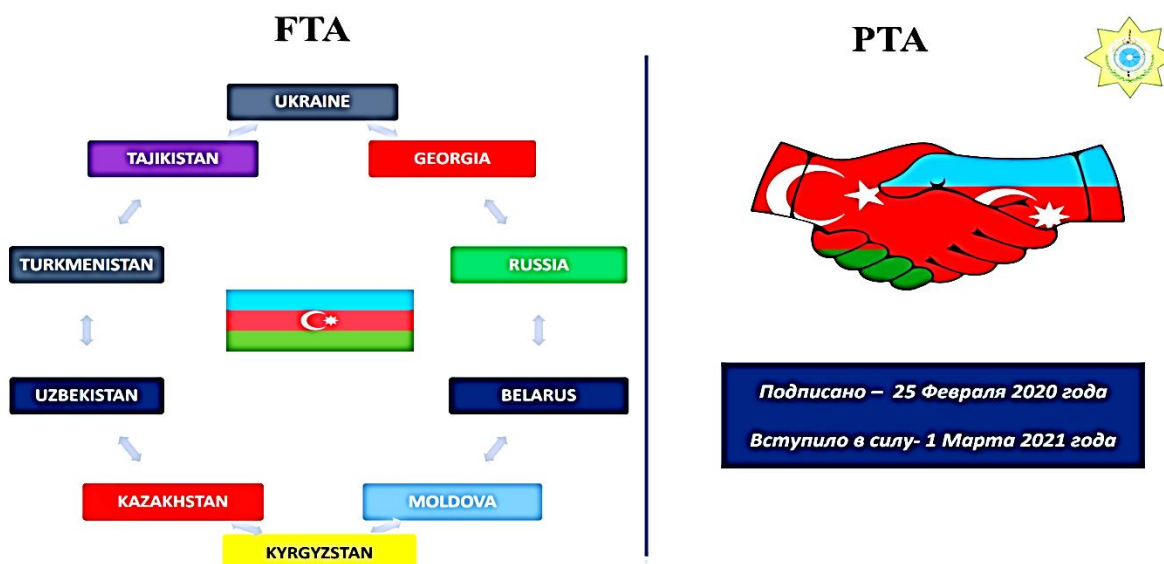 FTA
UKRAINE
TAJIKISTAN
GEORGIA
TURKMENISTAN
RUSSIA
UZBEKISTAN
BELARUS
KAZAKHSTAN
MOLDOVA
KYRGYZSTAN
PTA
Подписано – 25 Февраля 2020 года
Вступило в силу- 1 Марта 2021 года